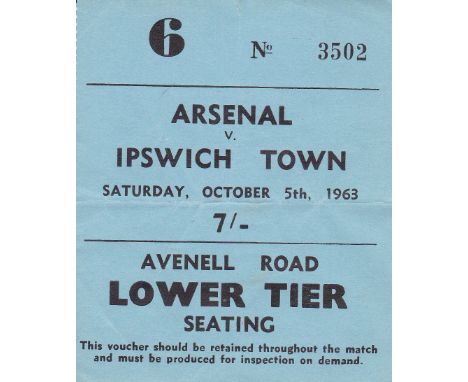 6 Nº 3502
ARSENAL
v.
IPSWICH TOWN
SATURDAY, OCTOBER 5th, 1963
7/-
AVENELL ROAD
LOWER TIER
SEATING
This voucher should be retained throughout the match
and must be produced for inspection on demand.